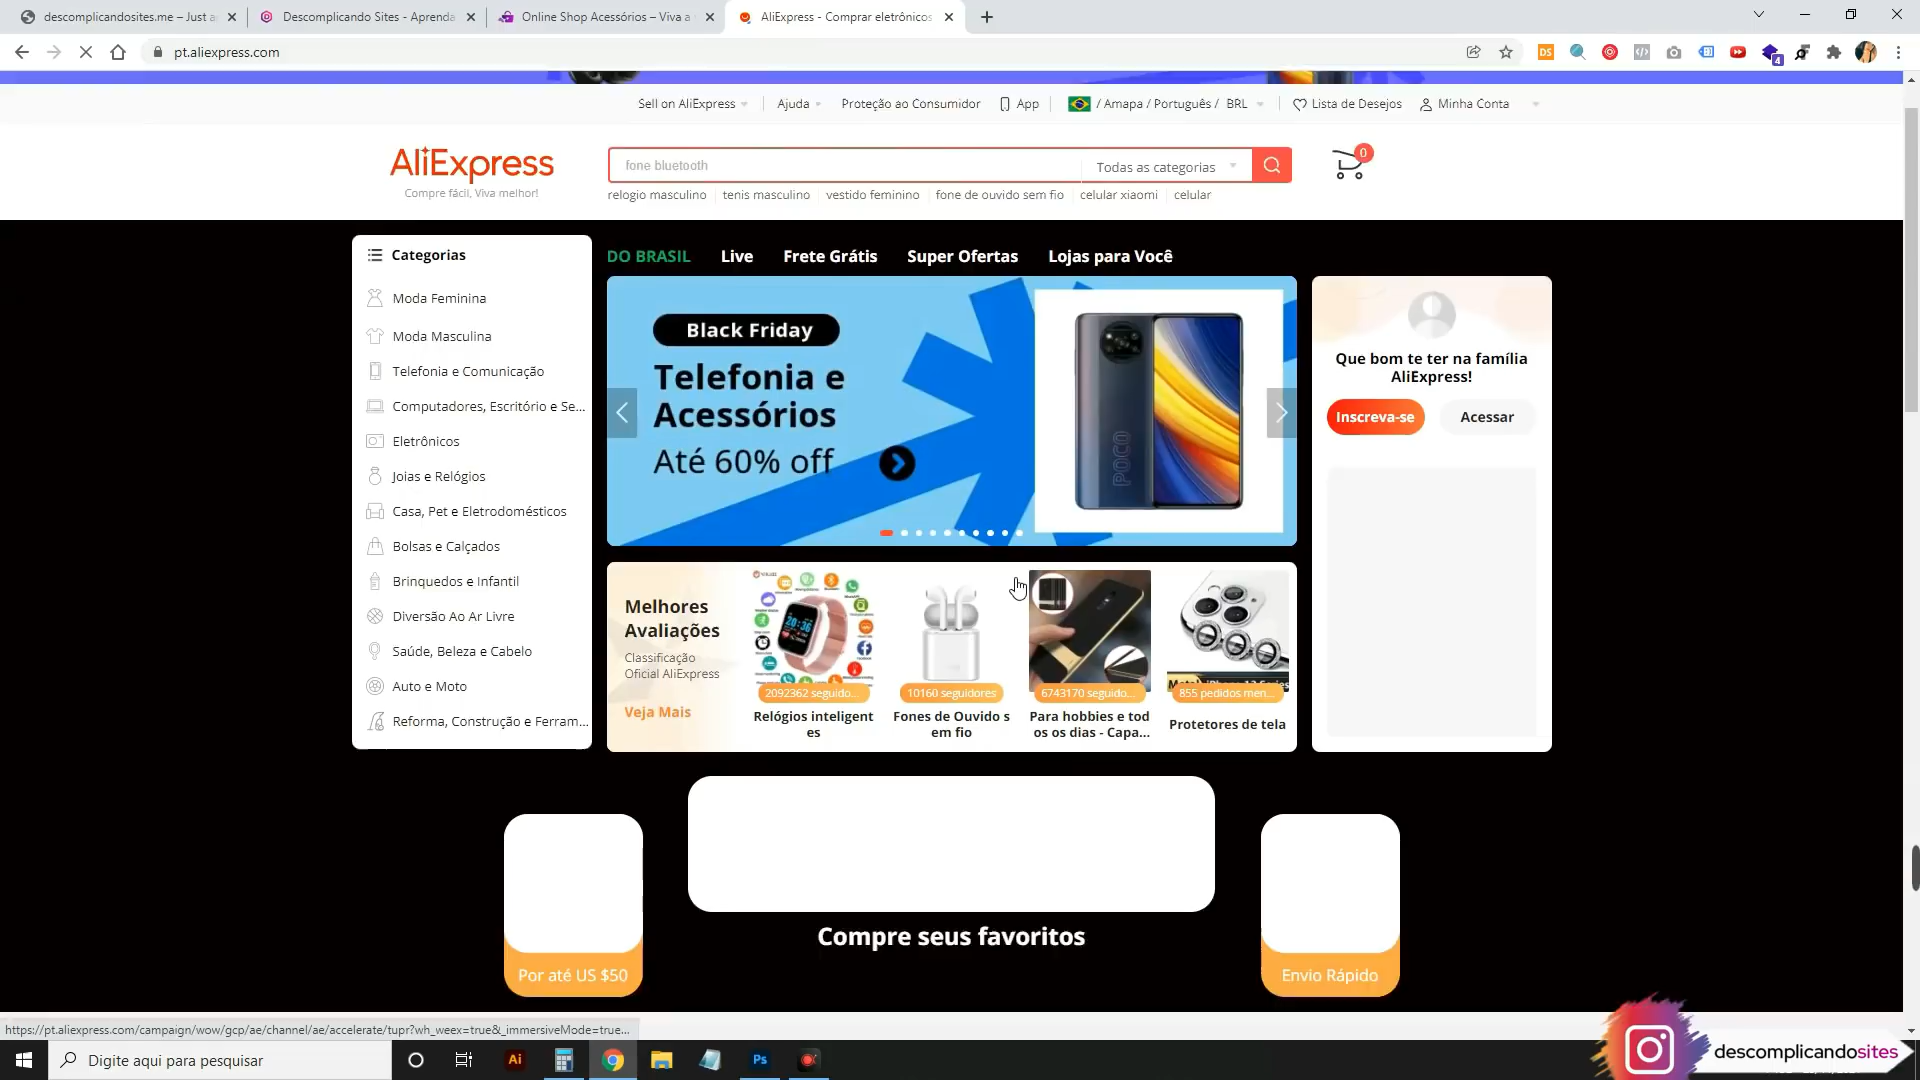 descomplicandosites.me – Just a
Descomplicando Sites - Aprenda
Online Shop Acessórios – Viva a
AliExpress - Comprar eletrônicos
pt.aliexpress.com
DS
4
Sell on AliExpress
Ajuda
Proteção ao Consumidor
App
/ Amapa / Português / BRL
Lista de Desejos
Minha Conta
AliExpress
Compre fácil, Viva melhor!
fone bluetooth
Todas as categorias
0
relogio masculino
tenis masculino
vestido feminino
fone de ouvido sem fio
celular xiaomi
celular
Categorias
Moda Feminina
Moda Masculina
Telefonia e Comunicação
Computadores, Escritório e Se...
Eletrônicos
Joias e Relógios
Casa, Pet e Eletrodomésticos
Bolsas e Calçados
Brinquedos e Infantil
Diversão Ao Ar Livre
Saúde, Beleza e Cabelo
Auto e Moto
Reforma, Construção e Ferram...
DO BRASIL
Live
Frete Grátis
Super Ofertas
Lojas para Você
Black Friday
Telefonia e
Acessórios
Até 60% off
POCO
Que bom te ter na família
AliExpress!
Inscreva-se
Acessar
Melhores
Avaliações
Classificação
Oficial AliExpress
Veja Mais
20:36
2092362 seguido...
Relógios inteligent
es
10160 seguidores
Fones de Ouvido s
em fio
6743170 seguido...
Para hobbies e tod
os os dias - Capa...
855 pedidos men...
Protetores de tela
Por até US $50
Compre seus favoritos
Envio Rápido
https://pt.aliexpress.com/campaign/wow/gcp/ae/channel/ae/accelerate/tupr?wh_weex=true&_immersiveMode=true...
Digite aqui para pesquisar
Ai
Ps
descomplicandosites